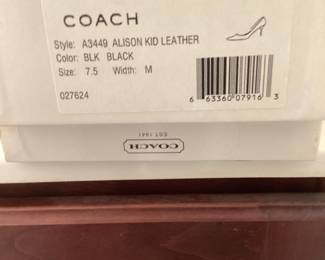 COACH
Style: A3449 ALISON KID LEATHER
Color: BLK BLACK
Size: 7.5 Width: M
027624
6 63360 07916 3
COACH
EST. 1941